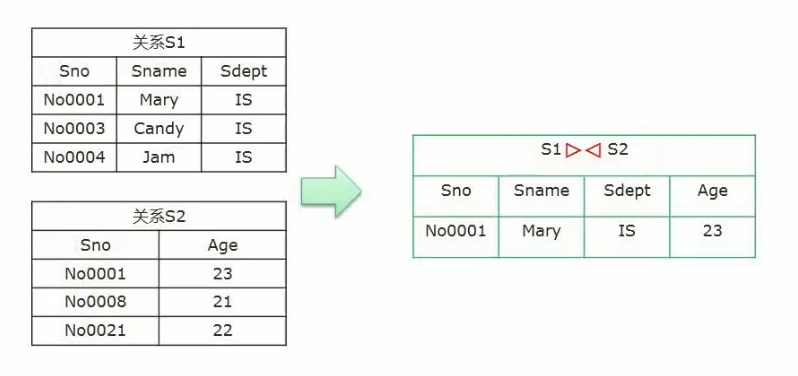 关系S1
Sno Sname Sdept
No0001 Mary IS
No0003 Candy IS
No0004 Jam IS
关系S2
Sno Age
No0001 23
No0008 21
No0021 22
S1 ▷◁ S2
Sno Sname Sdept Age
No0001 Mary IS 23